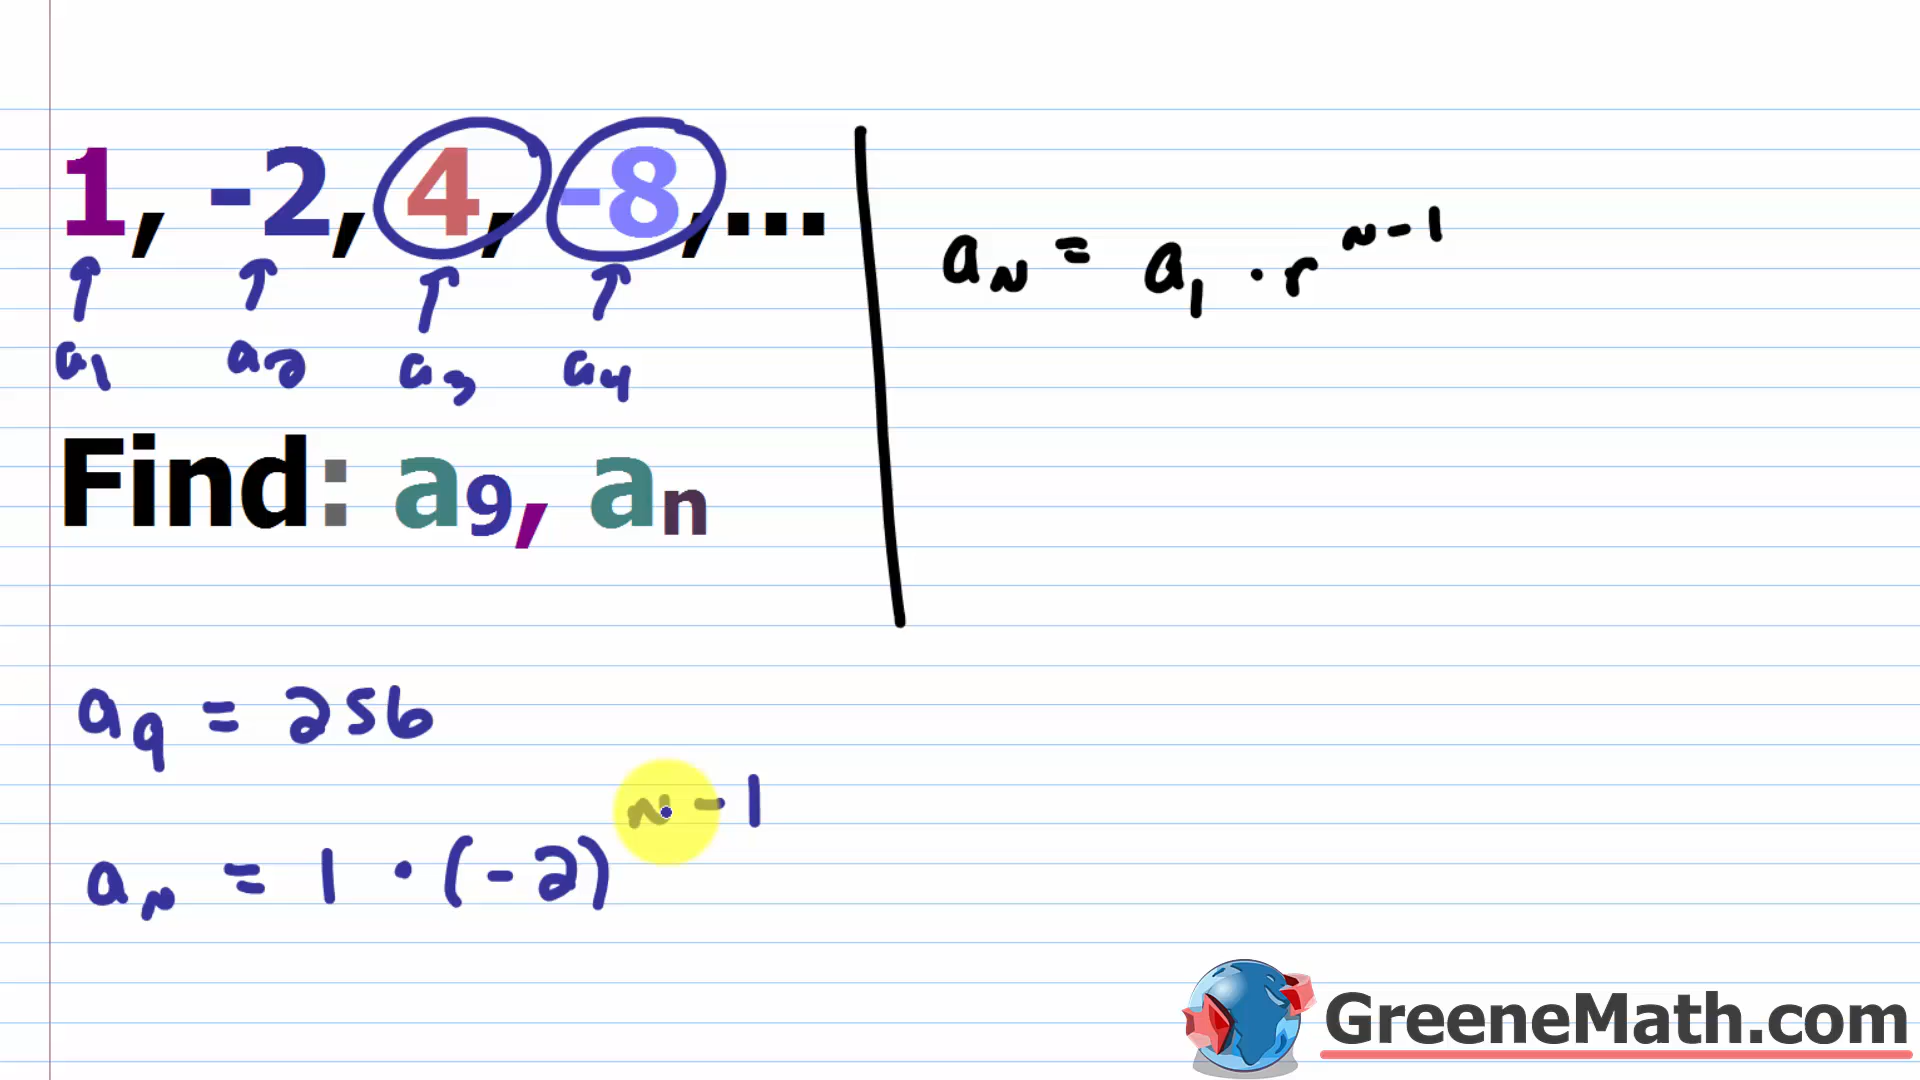 1, -2, 4, -8, ...
a₁ a₂ a₃ a₄
Find: a₉, aₙ
aₙ = a₁ · r^(n-1)
a₉ = 256
aₙ = 1 · (-2)^(n-1)
GreeneMath.com